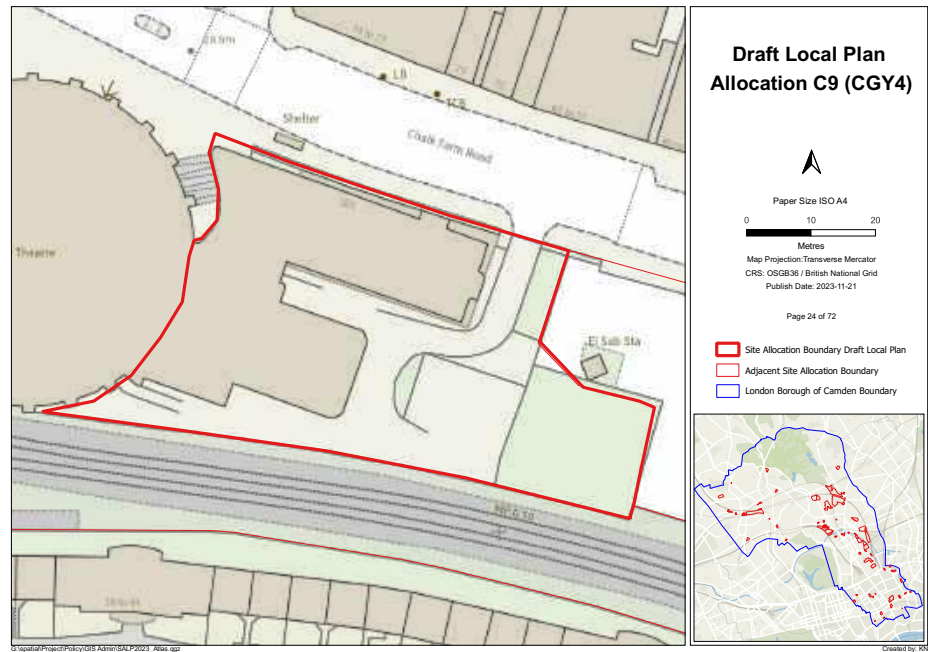 28.9m
LB
TCB
Shelter
Chalk Farm Road
Theatre
El Sub Sta
Draft Local Plan
Allocation C9 (CGY4)
Paper Size ISO A4
0 10 20
Metres
Map Projection:Transverse Mercator
CRS: OSGB36 / British National Grid
Publish Date: 2023-11-21
Page 24 of 72
Site Allocation Boundary Draft Local Plan
Adjacent Site Allocation Boundary
London Borough of Camden Boundary
G:\spatial\Project\Policy\GIS Admin\SALP2023_Atlas.qgz
Created by: KN